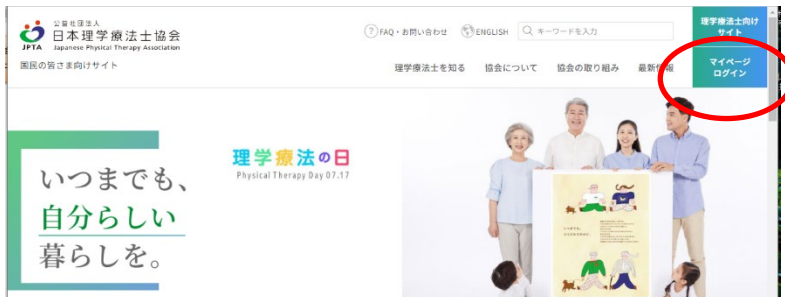 公益社団法人
日本理学療法士協会
JPTA Japanese Physical Therapy Association
国民の皆さま向けサイト
? FAQ・お問い合わせ ENGLISH キーワードを入力
理学療法士向け
サイト
理学療法士を知る 協会について 協会の取り組み 最新情報
マイページ
ログイン
理学療法の日
Physical Therapy Day 07.17
いつまでも、
自分らしい
暮らしを。
いつまでも、